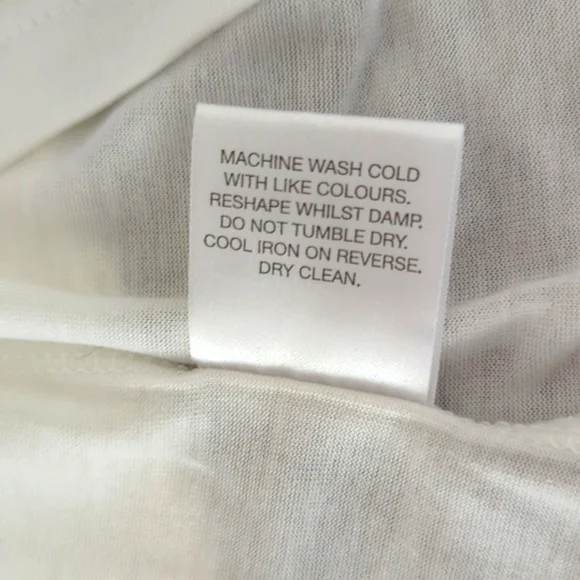 MACHINE WASH COLD
WITH LIKE COLOURS.
RESHAPE WHILST DAMP.
DO NOT TUMBLE DRY.
COOL IRON ON REVERSE.
DRY CLEAN.